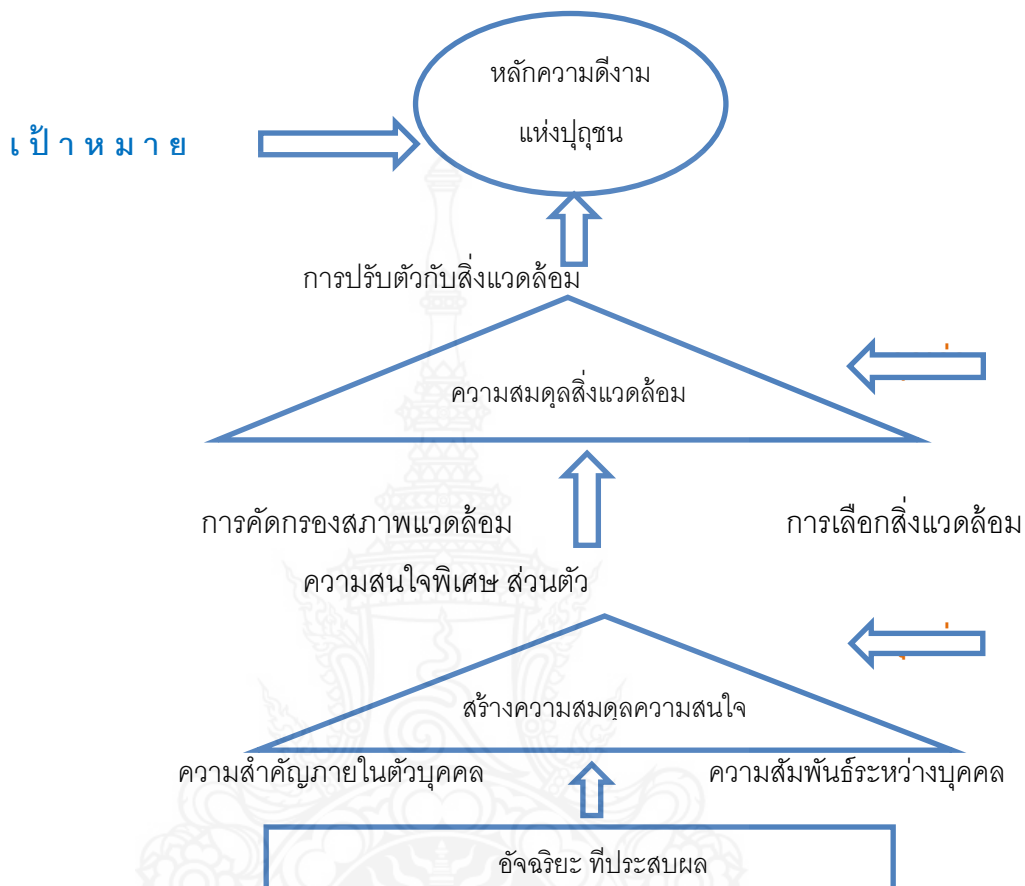 หลักความดีงาม
แห่งปุถุชน
เป้าหมาย
การปรับตัวกับสิ่งแวดล้อม
ความสมดุลสิ่งแวดล้อม
การคัดกรองสภาพแวดล้อม
การเลือกสิ่งแวดล้อม
ความสนใจพิเศษ ส่วนตัว
สร้างความสมดุลความสนใจ
ความสำคัญภายในตัวบุคคล
ความสัมพันธ์ระหว่างบุคคล
อัจฉริยะ ที่ประสบผล